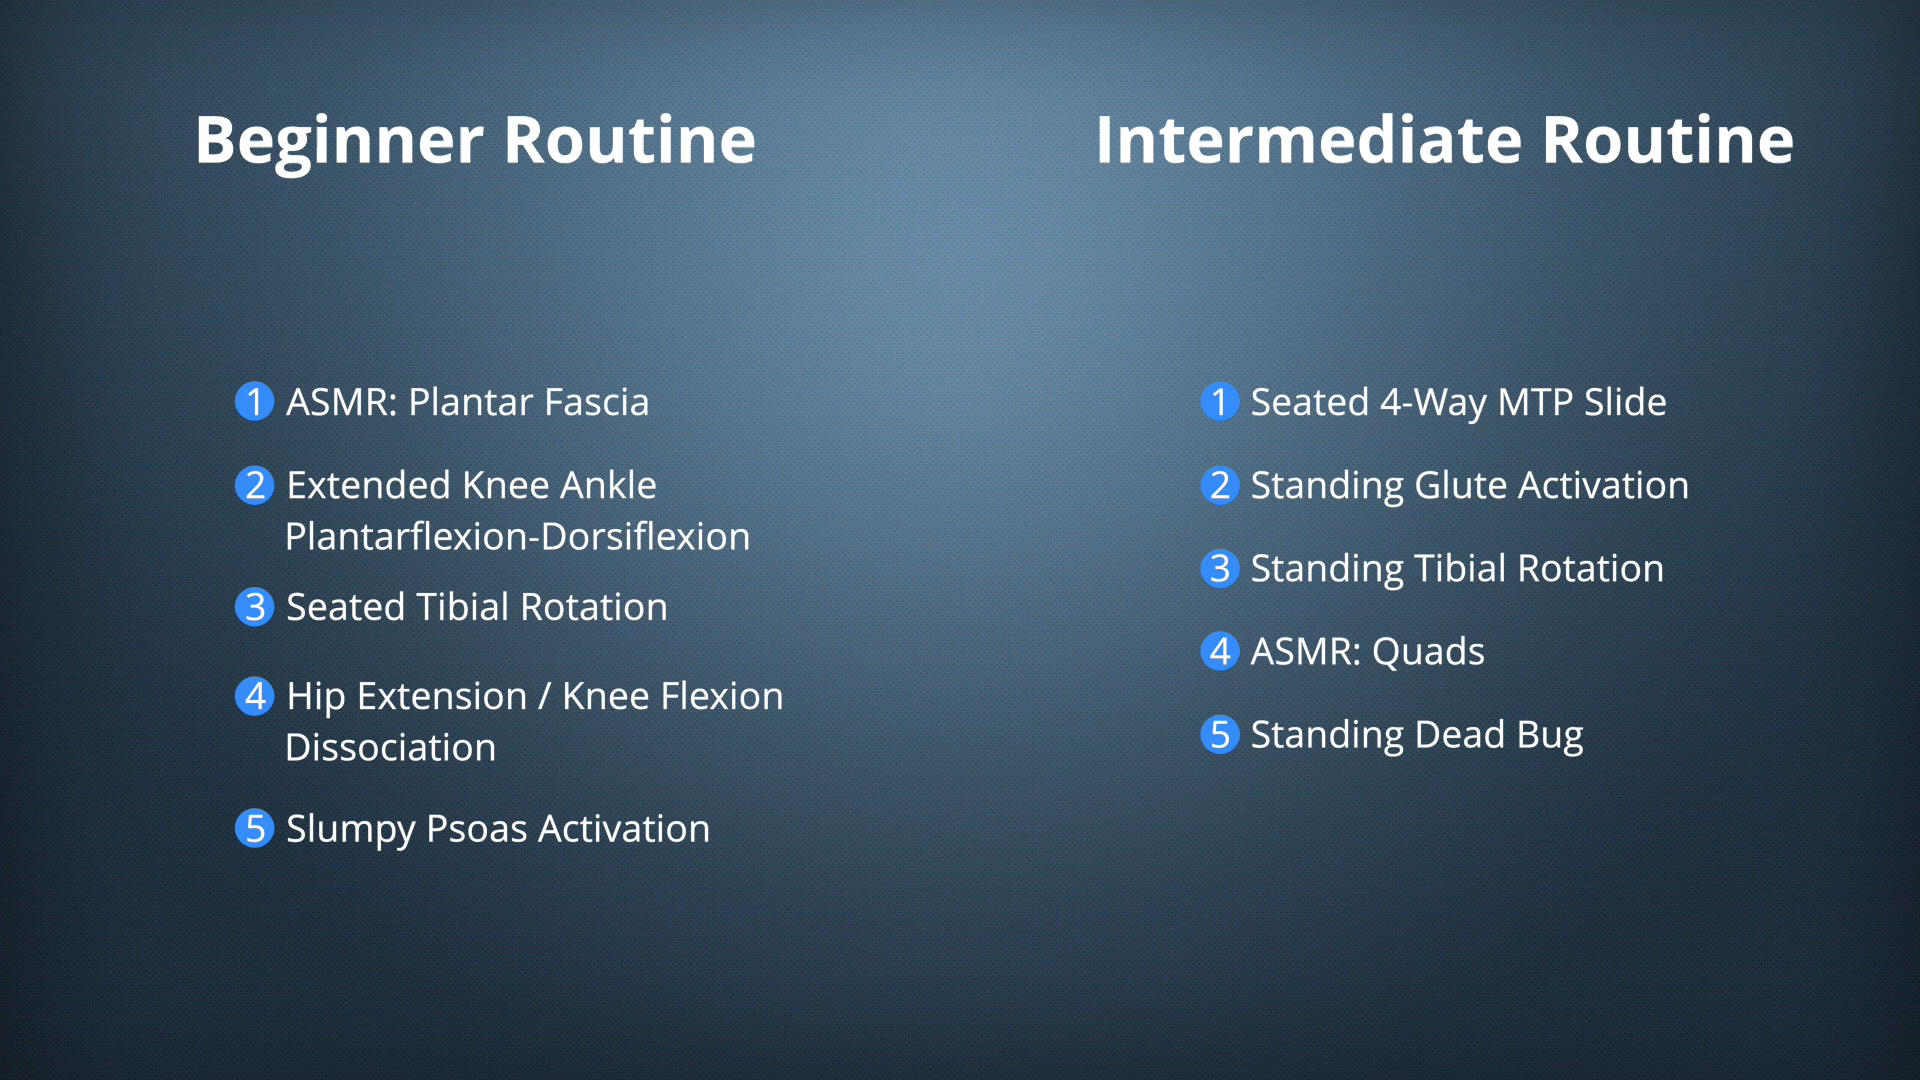 Beginner Routine
1 ASMR: Plantar Fascia
2 Extended Knee Ankle
Plantarflexion-Dorsiflexion
3 Seated Tibial Rotation
4 Hip Extension / Knee Flexion
Dissociation
5 Slumpy Psoas Activation
Intermediate Routine
1 Seated 4-Way MTP Slide
2 Standing Glute Activation
3 Standing Tibial Rotation
4 ASMR: Quads
5 Standing Dead Bug